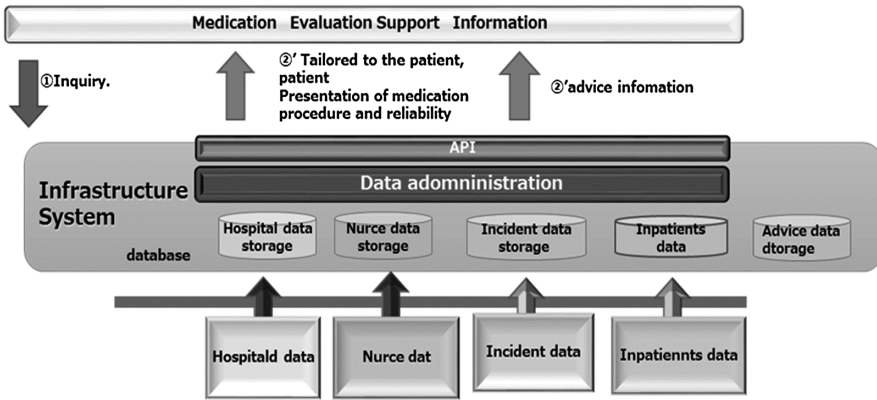 Medication Evaluation Support Information
①Inquiry.
②’ Tailored to the patient,
patient
Presentation of medication
procedure and reliability
②’advice infomation
API
Data adomninistration
Infrastructure
System
database
Hospital data
storage
Nurce data
storage
Incident data
storage
Inpatients
data
Advice data
dtorage
Hospitald data
Nurce dat
Incident data
Inpatiennts data